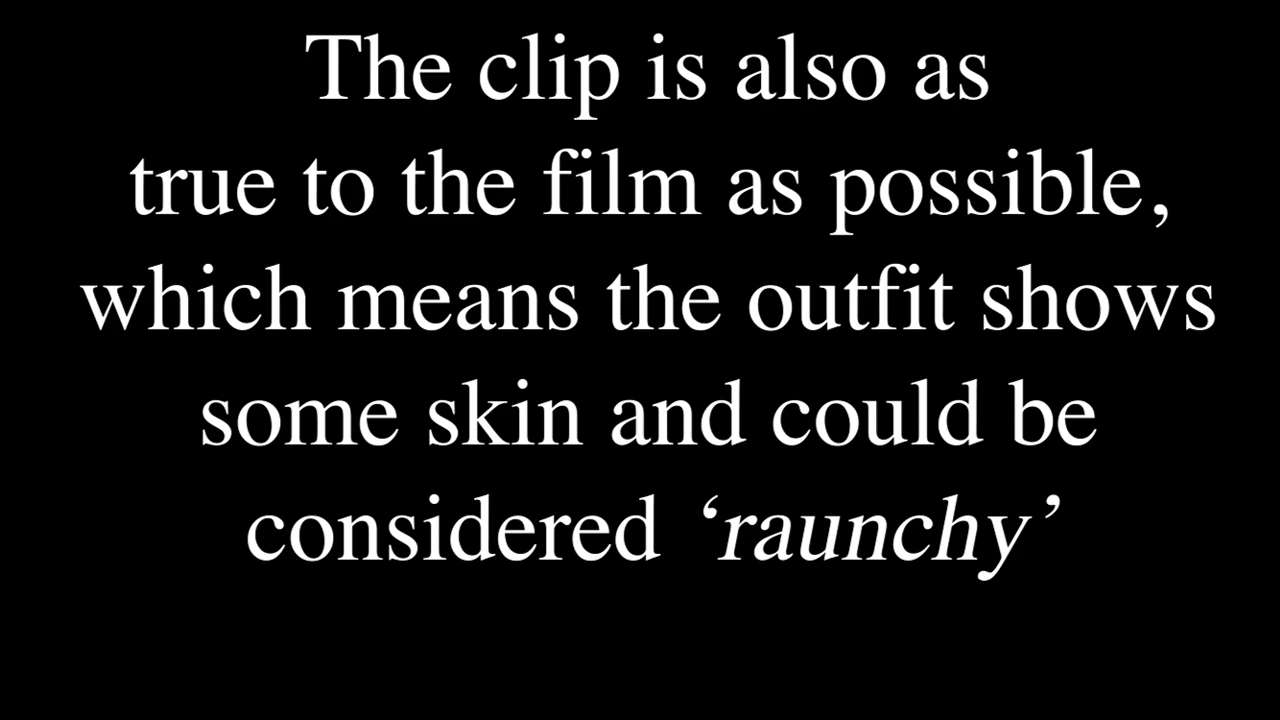 The clip is also as
true to the film as possible,
which means the outfit shows
some skin and could be
considered ‘raunchy’